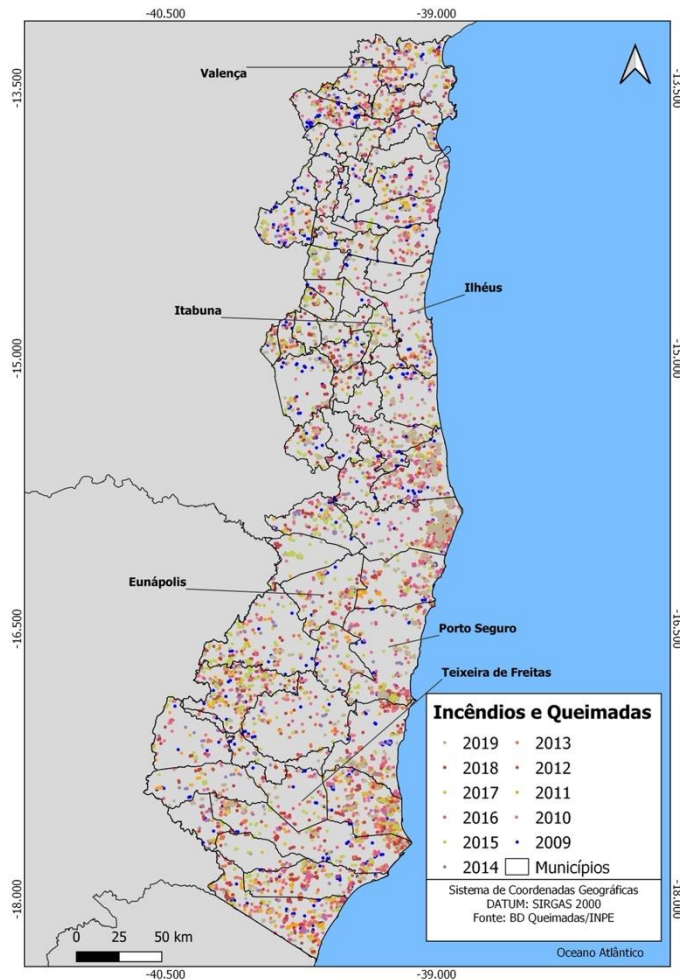 -40.500 -39.000
-13.500 -13.500
Valença
Ilhéus
Itabuna
-15.000 -15.000
Eunápolis
-16.500 -16.500
Porto Seguro
Teixeira de Freitas
Incêndios e Queimadas
2019 2013
2018 2012
2017 2011
2016 2010
2015 2009
2014 Municípios
Sistema de Coordenadas Geográficas
DATUM: SIRGAS 2000
Fonte: BD Queimadas/INPE
-18.000 -18.000
0 25 50 km
Oceano Atlântico
-40.500 -39.000